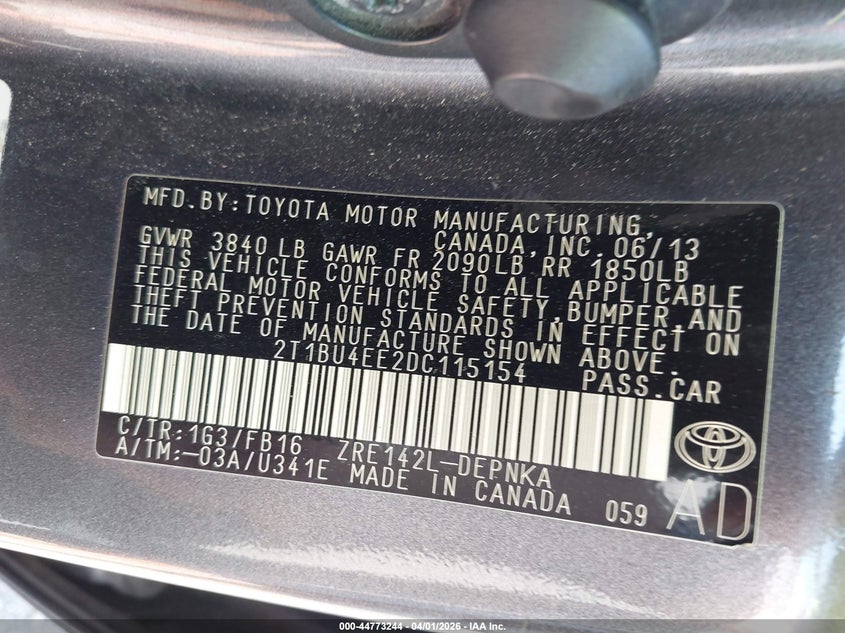 MFD.BY:TOYOTA MOTOR MANUFACTURING,
CANADA, INC. 06/13
GVWR 3840 LB GAWR FR 2090LB RR 1850LB
THIS VEHICLE CONFORMS TO ALL APPLICABLE
FEDERAL MOTOR VEHICLE SAFETY,BUMPER,AND
THEFT PREVENTION STANDARDS IN EFFECT ON
THE DATE OF MANUFACTURE SHOWN ABOVE.
2T1BU4EE2DC115154 PASS.CAR
C/TR:1G3/FB16 ZRE142L-DEPNKA
A/TM:-03A/U341E MADE IN CANADA 059 AD
000-44773244 - 04/01/2026 - IAA Inc.